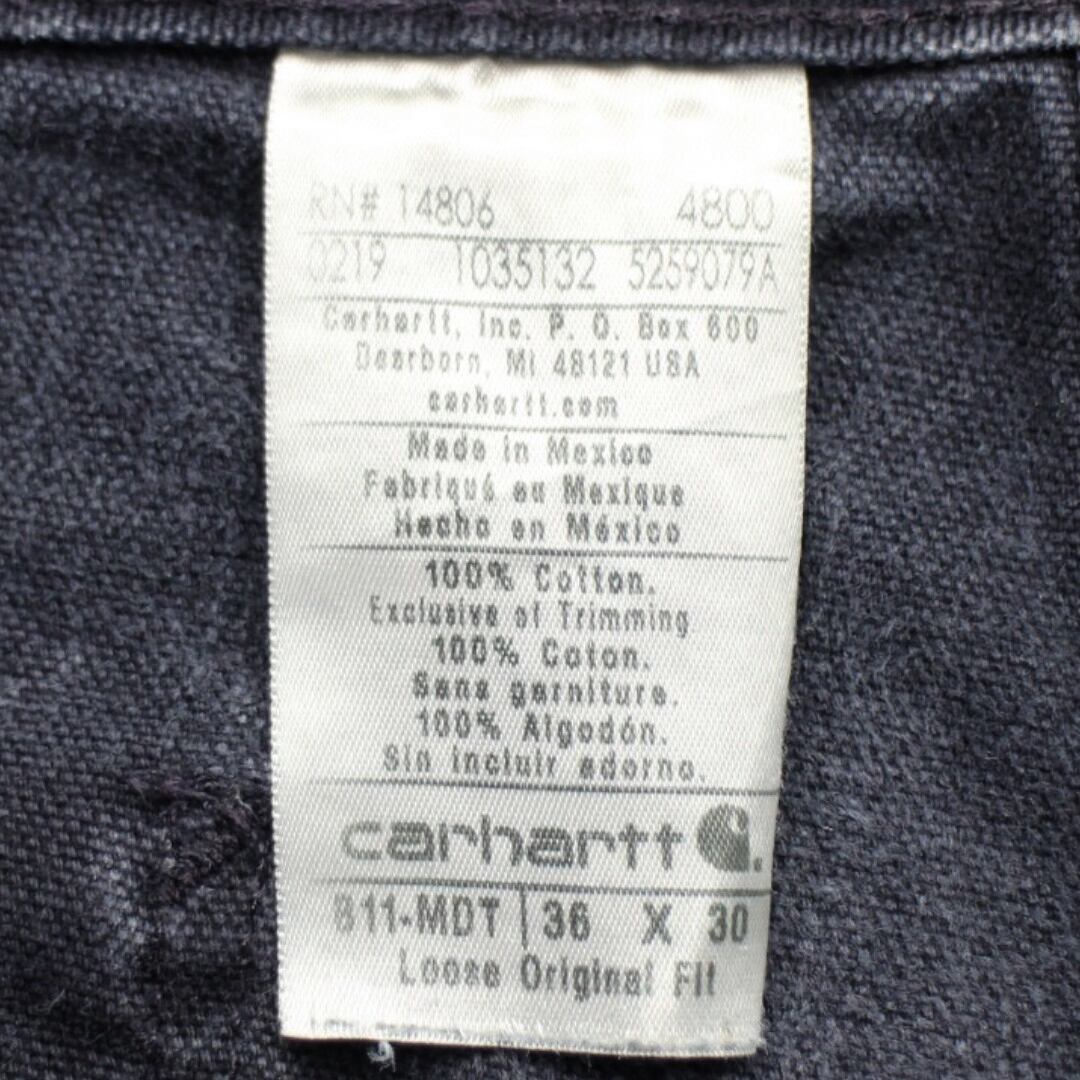 RN# 14806 4800
0219 1035132 5259079A
Carhartt, Inc. P. O. Box 600
Dearborn, MI 48121 USA
carhartt.com
Made in Mexico
Fabriqué au Mexique
Hecho en México
100% Cotton.
Exclusive of Trimming
100% Coton.
Sans garniture.
100% Algodón.
Sin incluir adorno.
carhartt
B11-MDT 36 X 30
Loose Original Fit